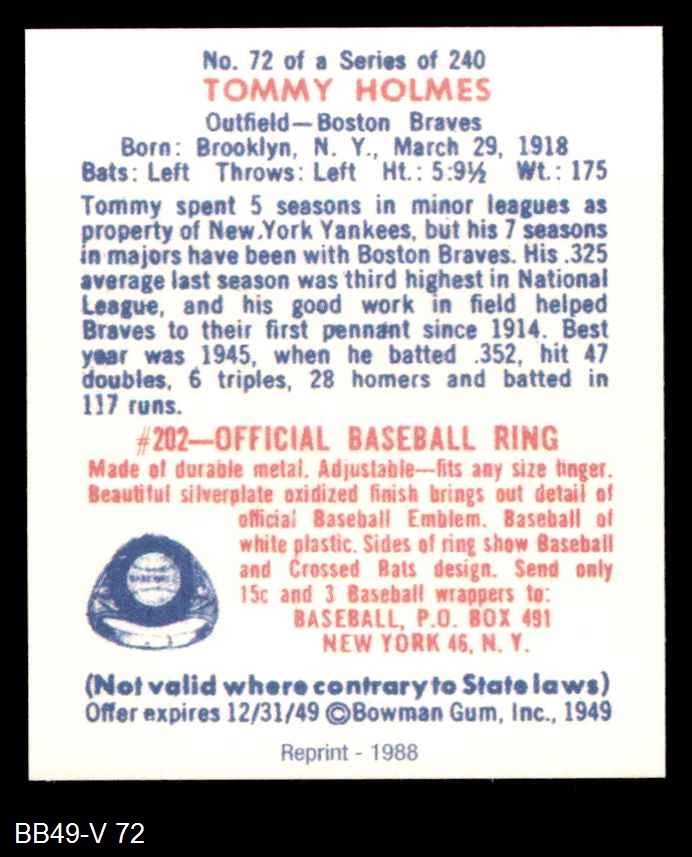 No. 72 of a Series of 240
TOMMY HOLMES
Outfield—Boston Braves
Born: Brooklyn, N. Y., March 29, 1918
Bats: Left Throws: Left Ht.: 5:9½ Wt.: 175
Tommy spent 5 seasons in minor leagues as
property of New.York Yankees, but his 7 seasons
in majors have been with Boston Braves. His .325
average last season was third highest in National
League, and his good work in field helped
Braves to their first pennant since 1914. Best
year was 1945, when he batted .352, hit 47
doubles, 6 triples, 28 homers and batted in
117 runs.
#202—OFFICIAL BASEBALL RING
Made of durable metal. Adjustable—fits any size finger.
Beautiful silverplate oxidized finish brings out detail of
official Baseball Emblem. Baseball of
white plastic. Sides of ring show Baseball
and Crossed Bats design. Send only
15c and 3 Baseball wrappers to:
BASEBALL, P.O. BOX 491
NEW YORK 46, N. Y.
BASEBALL
(Not valid where contrary to State laws)
Offer expires 12/31/49 ©Bowman Gum, Inc., 1949
Reprint - 1988
BB49-V 72